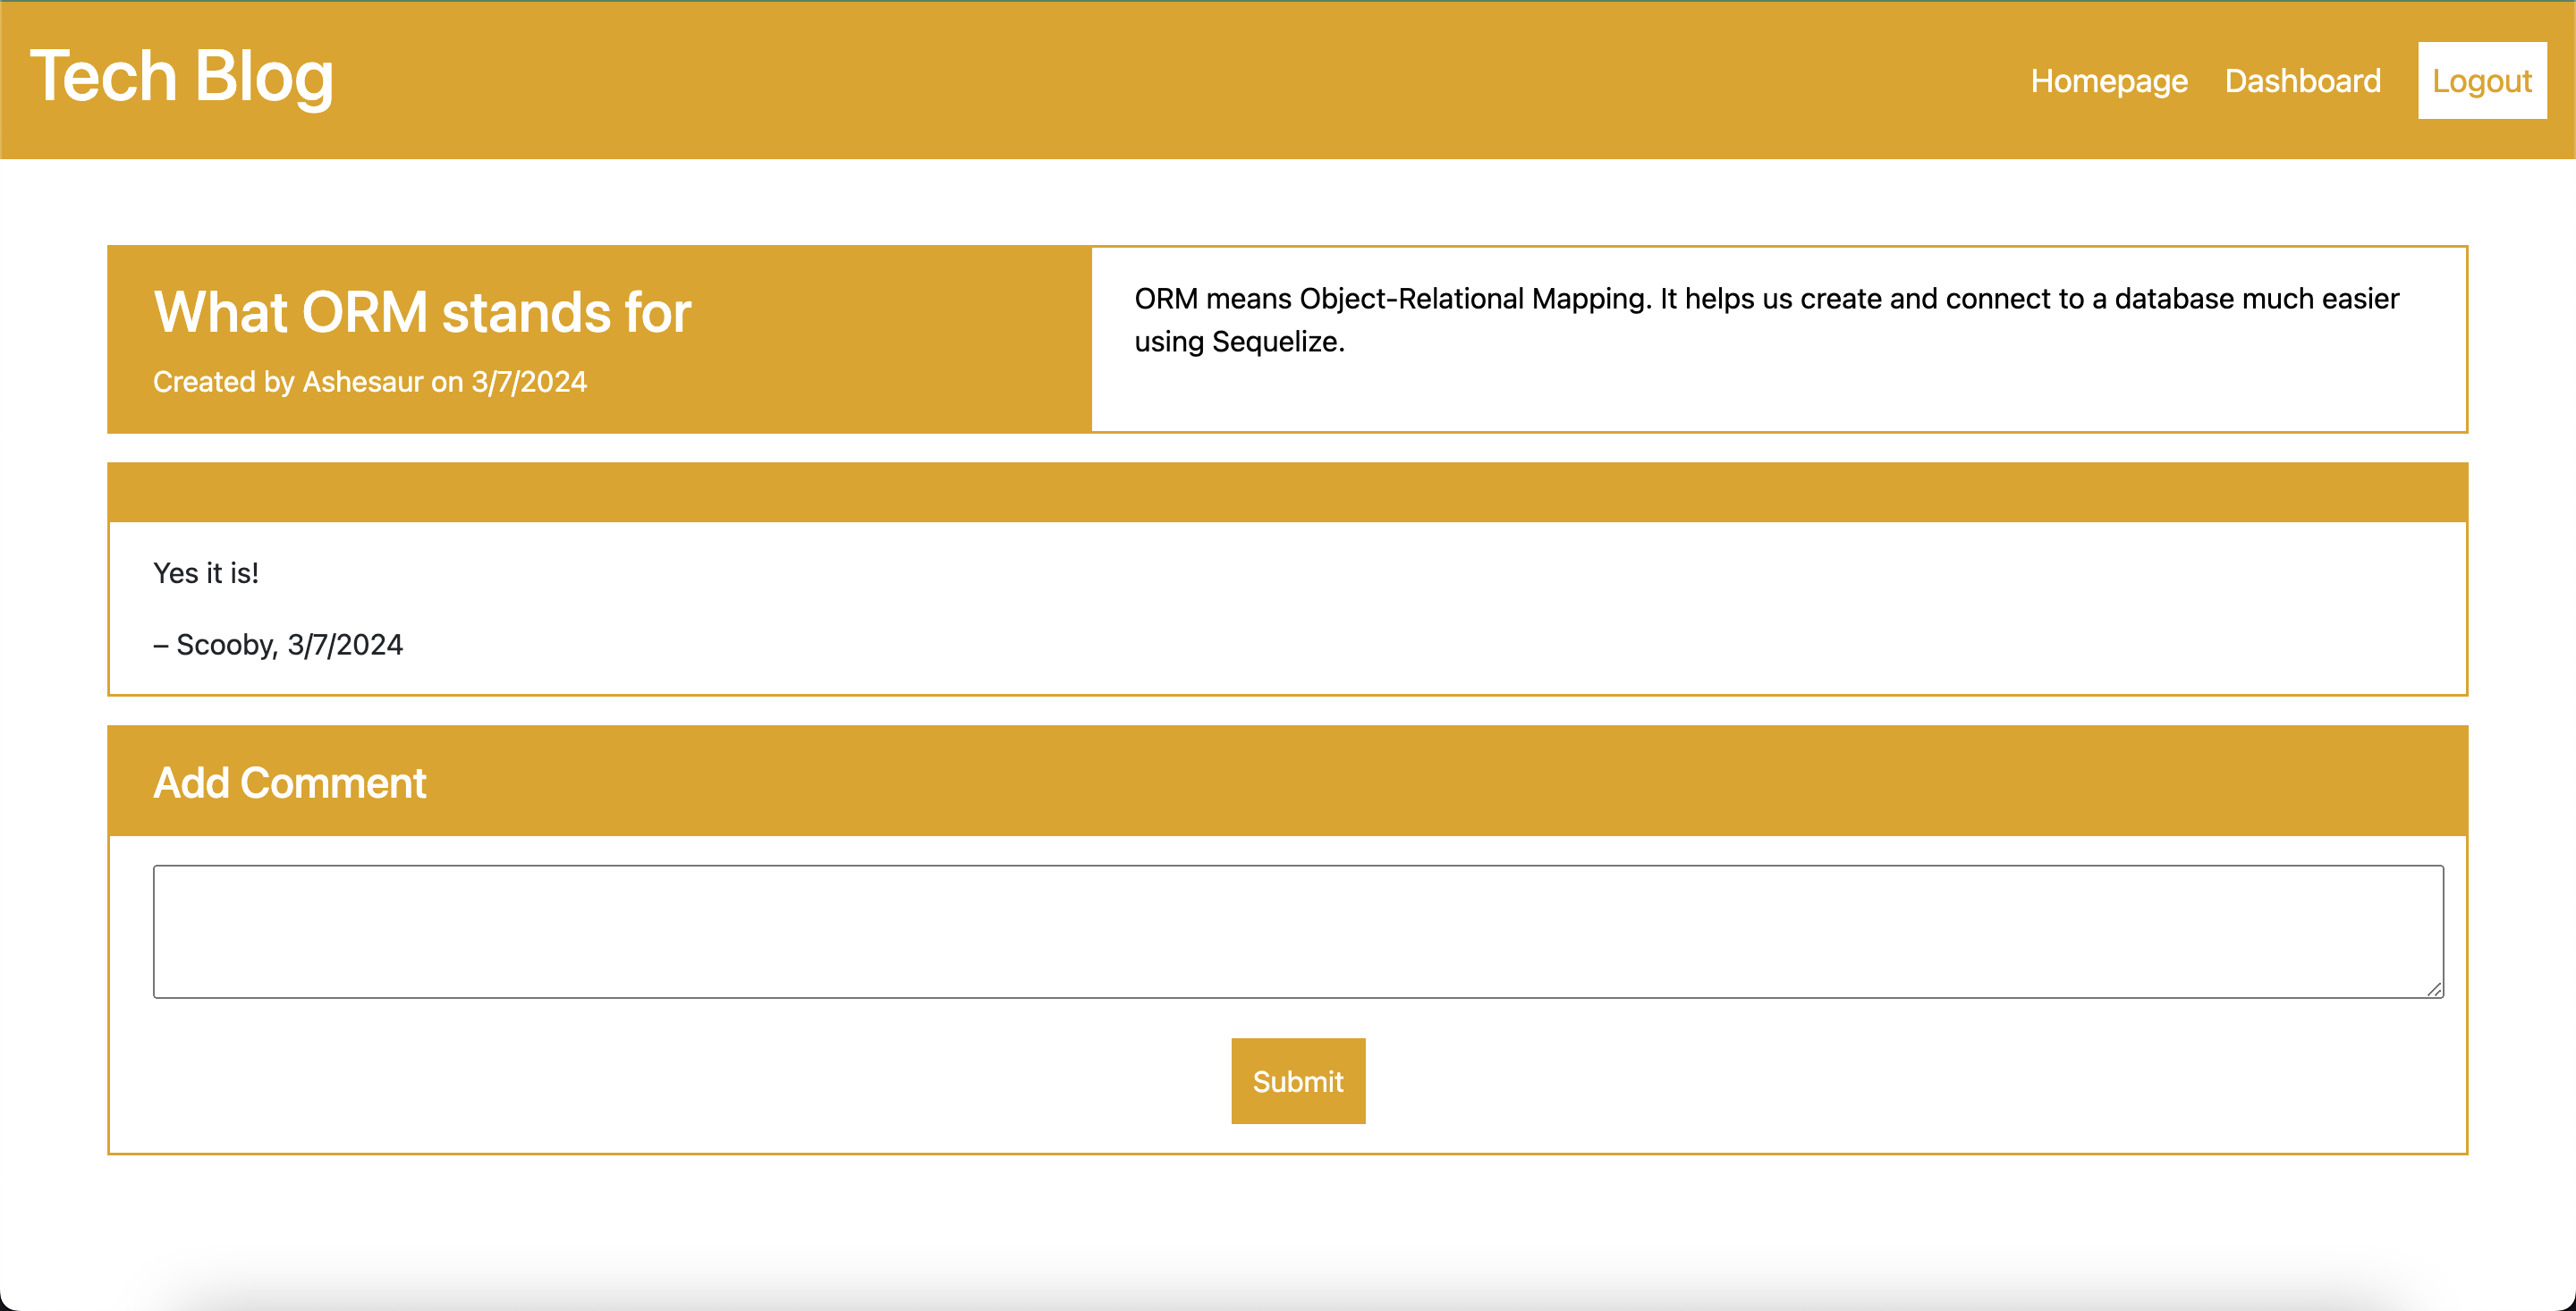 Tech Blog
Homepage Dashboard Logout
What ORM stands for
Created by Ashesaur on 3/7/2024
ORM means Object-Relational Mapping. It helps us create and connect to a database much easier
using Sequelize.
Yes it is!
– Scooby, 3/7/2024
Add Comment
Submit